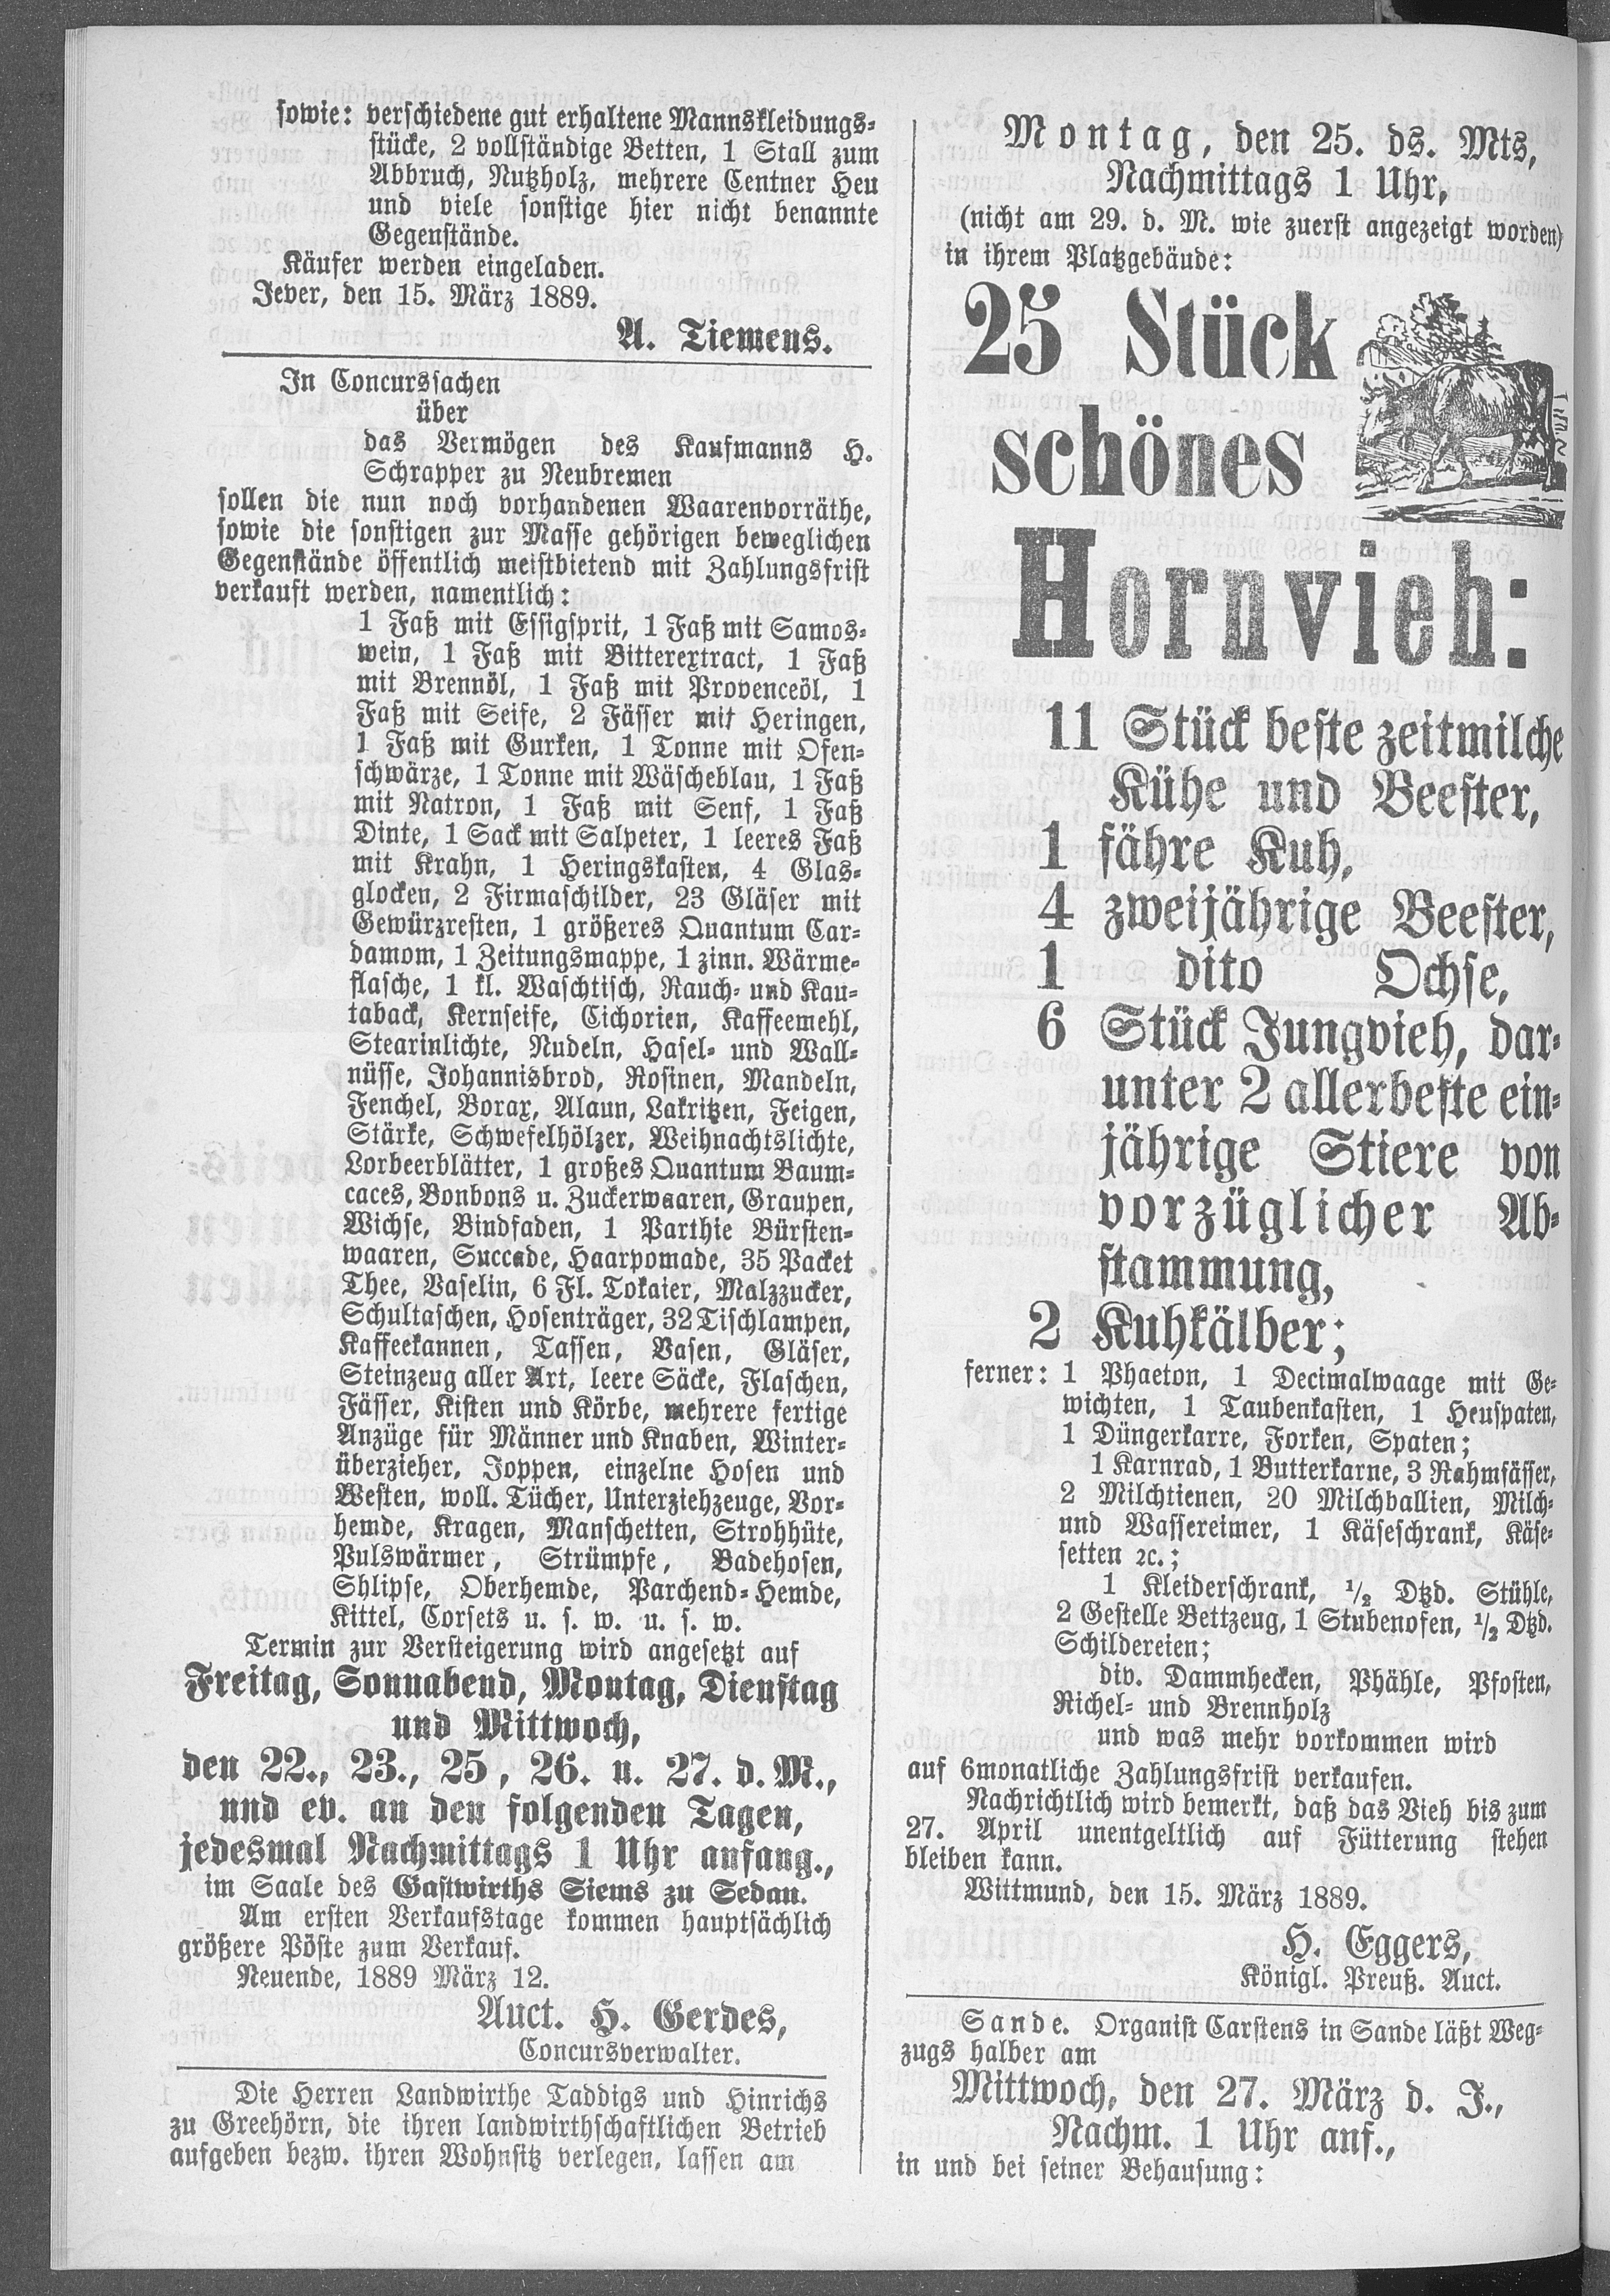 sowie: verschiedene gut erhaltene Mannskleidungs-
stücke, 2 vollständige Betten, 1 Stall zum
Abbruch, Nutzholz, mehrere Centner Heu
und viele sonstige hier nicht benannte
Gegenstände.
Käufer werden eingeladen.
Jever, den 15. März 1889.
A. Tiemens.
In Concurssachen
über
das Vermögen des Kaufmanns H.
Schrapper zu Neubremen
sollen die nun noch vorhandenen Waarenvorräthe,
sowie die sonstigen zur Masse gehörigen beweglichen
Gegenstände öffentlich meistbietend mit Zahlungsfrist
verkauft werden, namentlich:
1 Faß mit Essigsprit, 1 Faß mit Samos-
wein, 1 Faß mit Bitterextract, 1 Faß
mit Brennöl, 1 Faß mit Provenceöl, 1
Faß mit Seife, 2 Fässer mit Heringen,
1 Faß mit Gurken, 1 Tonne mit Ofen-
schwärze, 1 Tonne mit Wäscheblau, 1 Faß
mit Natron, 1 Faß mit Senf, 1 Faß
Dinte, 1 Sack mit Salpeter, 1 leeres Faß
mit Krahn, 1 Heringskasten, 4 Glas-
glocken, 2 Firmaschilder, 23 Gläser mit
Gewürzresten, 1 größeres Quantum Car-
damom, 1 Zeitungsmappe, 1 zinn. Wärme-
flasche, 1 kl. Waschtisch, Rauch- und Kau-
taback, Kernseife, Cichorien, Kaffeemehl,
Stearinlichte, Nudeln, Hasel- und Wall-
nüsse, Johannisbrod, Rosinen, Mandeln,
Fenchel, Borax, Alaun, Lakritzen, Feigen,
Stärke, Schwefelhölzer, Weihnachtslichte,
Lorbeerblätter, 1 großes Quantum Baum-
caces, Bonbons u. Zuckerwaaren, Graupen,
Wichse, Bindfaden, 1 Parthie Bürsten-
waaren, Succade, Haarpomade, 35 Packet
Thee, Vaselin, 6 Fl. Tokaier, Malzzucker,
Schultaschen, Hosenträger, 32 Tischlampen,
Kaffeekannen, Tassen, Vasen, Gläser,
Steinzeug aller Art, leere Säcke, Flaschen,
Fässer, Kisten und Körbe, mehrere fertige
Anzüge für Männer und Knaben, Winter-
überzieher, Joppen, einzelne Hosen und
Westen, woll. Tücher, Unterziehzeuge, Vor-
hemde, Kragen, Manschetten, Strohhüte,
Pulswärmer, Strümpfe, Badehosen,
Shlipse, Oberhemde, Parchend-Hemde,
Kittel, Corsets u. s. w. u. s. w.
Termin zur Versteigerung wird angesetzt auf
Freitag, Sonnabend, Montag, Dienstag
und Mittwoch,
den 22., 23., 25, 26. u. 27. d. M.,
und ev. an den folgenden Tagen,
jedesmal Nachmittags 1 Uhr anfang.,
im Saale des Gastwirths Siems zu Sedan.
Am ersten Verkaufstage kommen hauptsächlich
größere Pöste zum Verkauf.
Neuende, 1889 März 12.
Auct. H. Gerdes,
Concursverwalter.
Die Herren Landwirthe Taddigs und Hinrichs
zu Greehörn, die ihren landwirthschaftlichen Betrieb
aufgeben bezw. ihren Wohnsitz verlegen, lassen am
Montag, den 25. ds. Mts,
Nachmittags 1 Uhr,
(nicht am 29. d. M. wie zuerst angezeigt worden)
in ihrem Platzgebäude:
25 Stück
schönes
Hornvieh:
11 Stück beste zeitmilche
Kühe und Beester,
1 fähre Kuh,
4 zweijährige Beester,
1 dito Ochse,
6 Stück Jungvieh, dar-
unter 2 allerbeste ein-
jährige Stiere von
vorzüglicher Ab-
stammung,
2 Kuhkälber;
ferner: 1 Phaeton, 1 Decimalwaage mit Ge-
wichten, 1 Taubenkasten, 1 Heuspaten,
1 Düngerkarre, Forken, Spaten;
1 Karnrad, 1 Butterkarne, 3 Rahmfässer,
2 Milchtienen, 20 Milchballien, Milch-
und Wassereimer, 1 Käseschrank, Käse-
setten ꝛc.;
1 Kleiderschrank, 1/2 Dtzd. Stühle,
2 Gestelle Bettzeug, 1 Stubenofen, 1/2 Dtzd.
Schildereien;
div. Dammhecken, Phähle, Pfosten,
Richel- und Brennholz
und was mehr vorkommen wird
auf 6monatliche Zahlungsfrist verkaufen.
Nachrichtlich wird bemerkt, daß das Vieh bis zum
27. April unentgeltlich auf Fütterung stehen
bleiben kann.
Wittmund, den 15. März 1889.
H. Eggers,
Königl. Preuß. Auct.
Sande. Organist Carstens in Sande läßt Weg-
zugs halber am
Mittwoch, den 27. März d. J.,
Nachm. 1 Uhr anf.,
in und bei seiner Behausung: